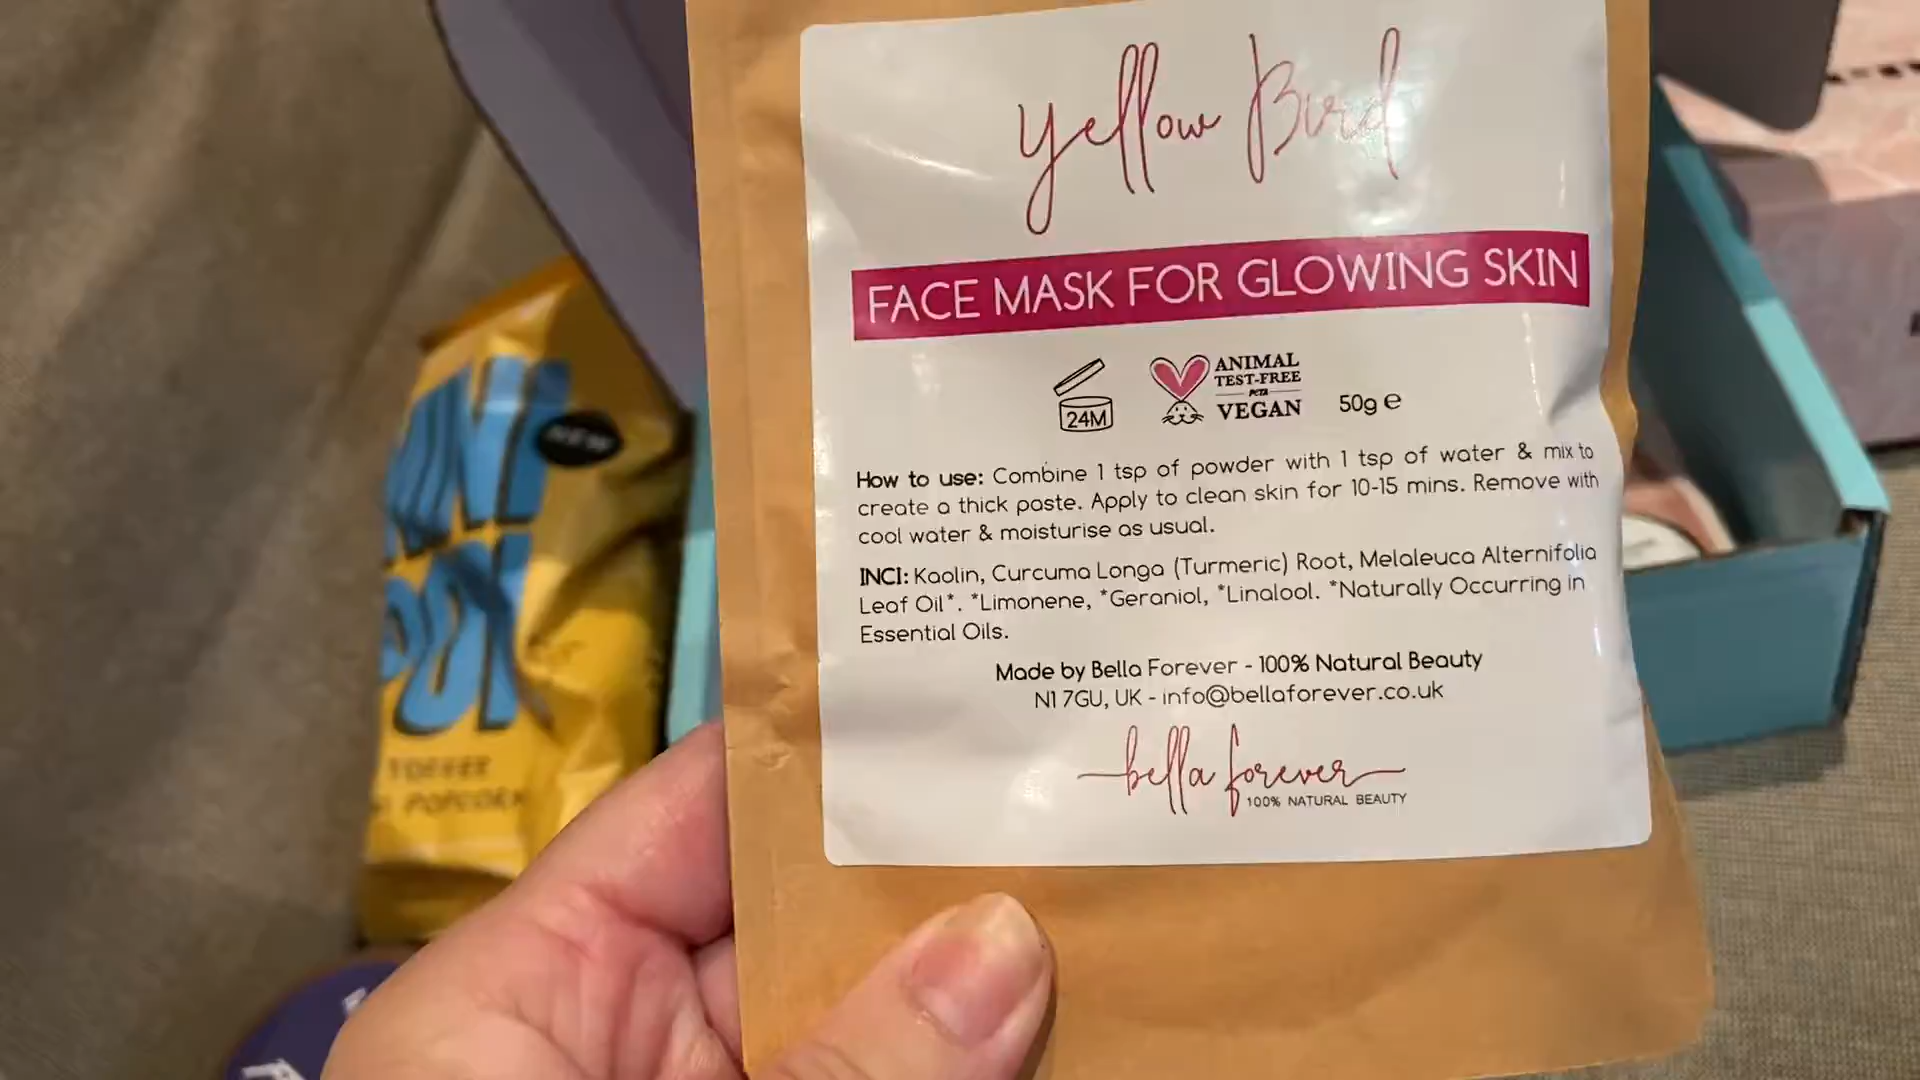 Yellow Bird
FACE MASK FOR GLOWING SKIN
24M
ANIMAL
TEST-FREE
PETA
VEGAN
50g e
How to use: Combine 1 tsp of powder with 1 tsp of water & mix to
create a thick paste. Apply to clean skin for 10-15 mins. Remove with
cool water & moisturise as usual.
INCI: Kaolin, Curcuma Longa (Turmeric) Root, Melaleuca Alternifolia
Leaf Oil*. *Limonene, *Geraniol, *Linalool. *Naturally Occurring in
Essential Oils.
Made by Bella Forever - 100% Natural Beauty
N1 7GU, UK - info@bellaforever.co.uk
bella forever
100% NATURAL BEAUTY
NEW
TOFFEE
POPCORN